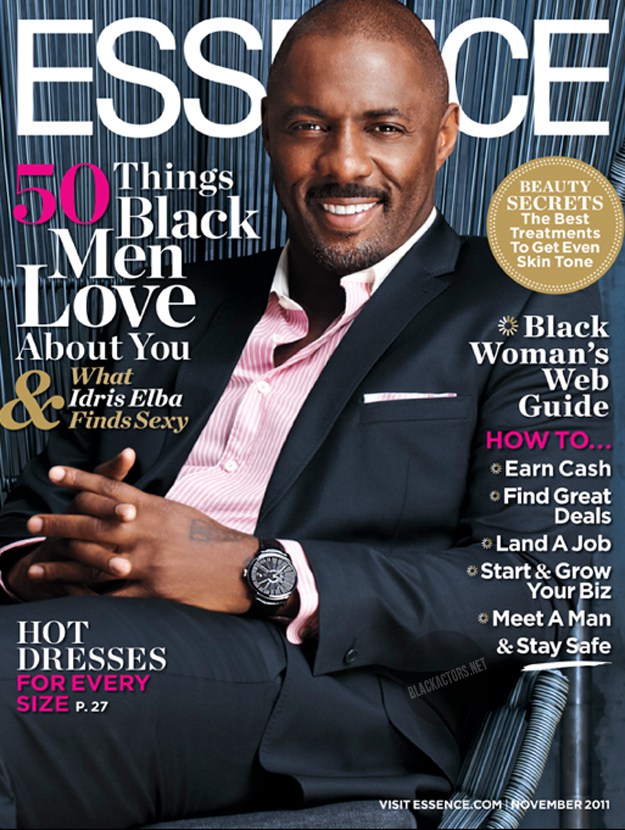 ESSENCE
50 Things
Black
Men
Love
About You
& What
Idris Elba
Finds Sexy
BEAUTY
SECRETS
The Best
Treatments
To Get Even
Skin Tone
Black
Woman's
Web
Guide
HOW TO...
Earn Cash
Find Great
Deals
Land A Job
Start & Grow
Your Biz
Meet A Man
& Stay Safe
HOT
DRESSES
FOR EVERY
SIZE P. 27
BLACKACTORS.NET
VISIT ESSENCE.COM | NOVEMBER 2011